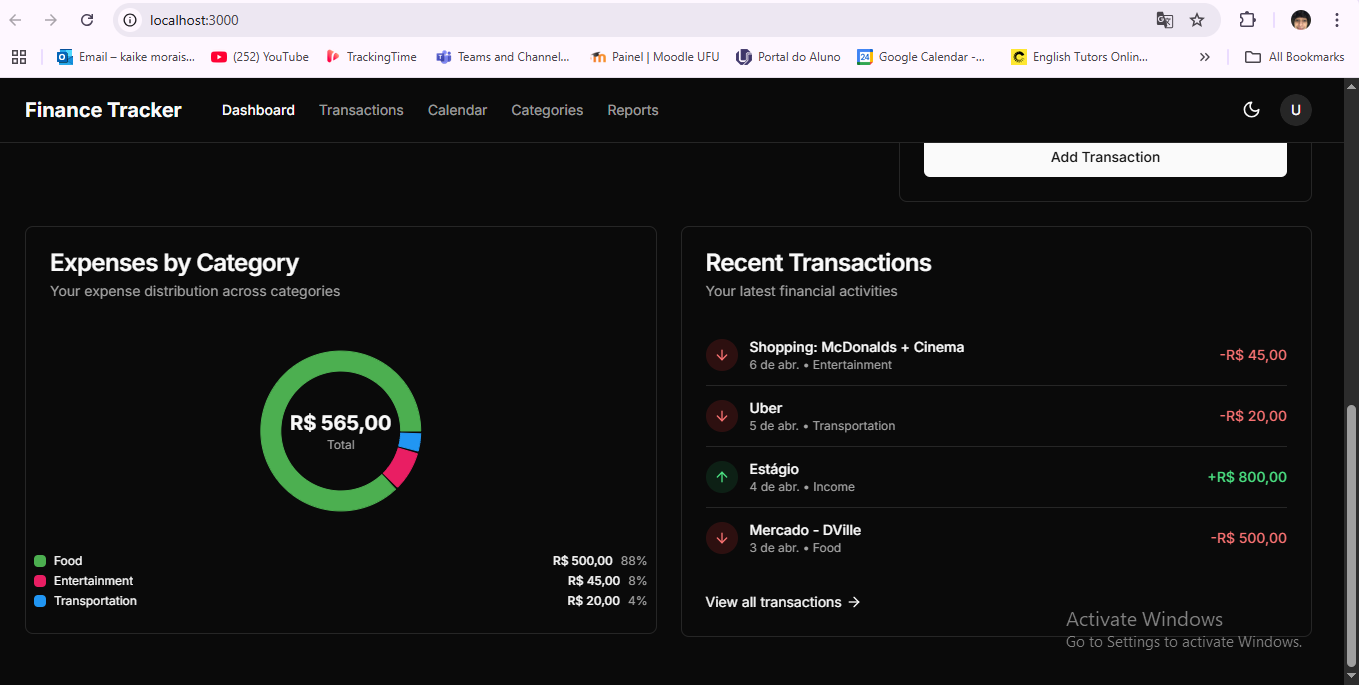 localhost:3000
Email – kaike morais...
(252) YouTube
TrackingTime
Teams and Channel...
Painel | Moodle UFU
Portal do Aluno
Google Calendar -...
English Tutors Onlin...
All Bookmarks
Finance Tracker
Dashboard
Transactions
Calendar
Categories
Reports
U
Add Transaction
Expenses by Category
Your expense distribution across categories
R$ 565,00
Total
Food R$ 500,00 88%
Entertainment R$ 45,00 8%
Transportation R$ 20,00 4%
Recent Transactions
Your latest financial activities
Shopping: McDonalds + Cinema
6 de abr. • Entertainment
-R$ 45,00
Uber
5 de abr. • Transportation
-R$ 20,00
Estágio
4 de abr. • Income
+R$ 800,00
Mercado - DVille
3 de abr. • Food
-R$ 500,00
View all transactions →
Activate Windows
Go to Settings to activate Windows.